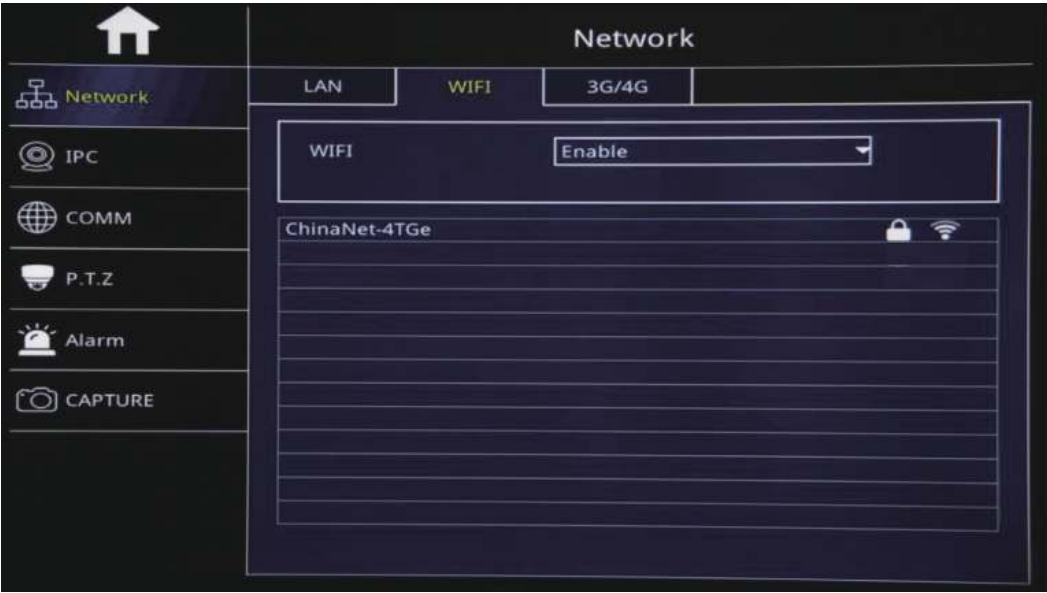 Network
Network
IPC
COMM
P.T.Z
Alarm
CAPTURE
LAN WIFI 3G/4G
WIFI Enable
ChinaNet-4TGe